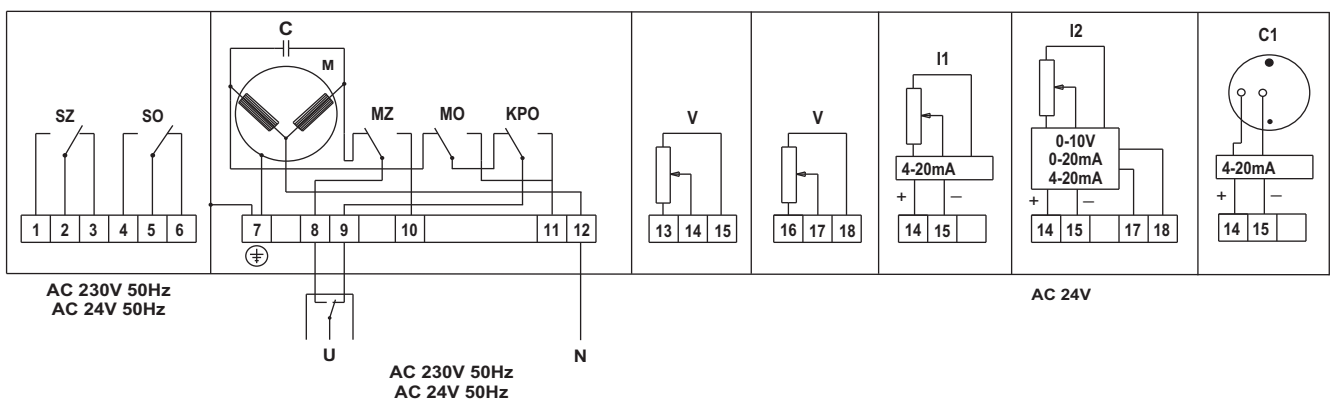 C
M
SZ
SO
MZ
MO
KPO
1 2 3 4 5 6
7 8 9 10 11 12
AC 230V 50Hz
AC 24V 50Hz
U
N
AC 230V 50Hz
AC 24V 50Hz
V
13 14 15
V
16 17 18
I1
4-20mA
+ −
14 15
I2
0-10V
0-20mA
4-20mA
+ −
14 15 17 18
AC 24V
C1
4-20mA
+ −
14 15